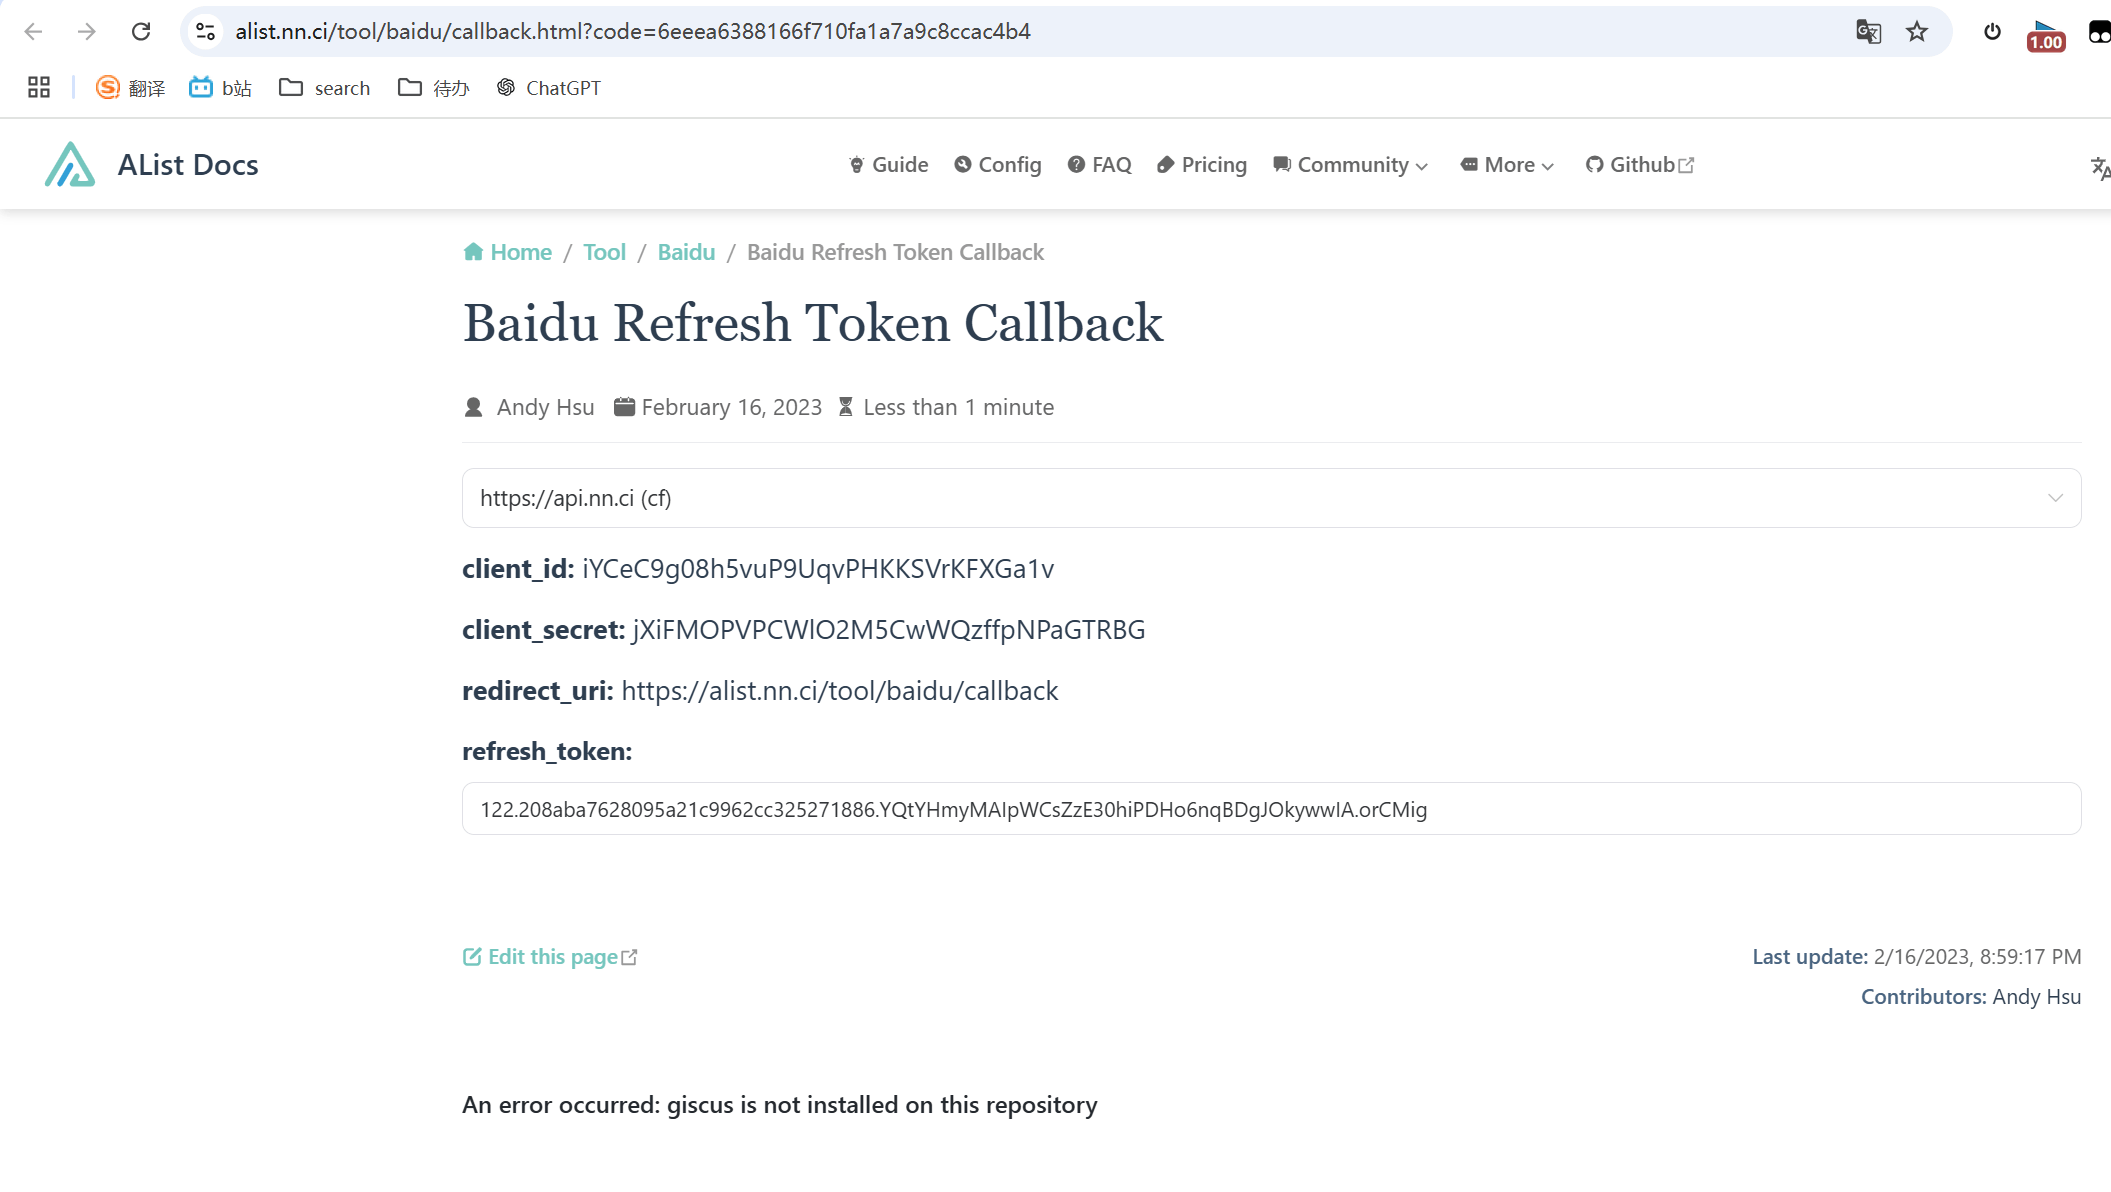 alist.nn.ci/tool/baidu/callback.html?code=6eeea6388166f710fa1a7a9c8ccac4b4
1.00
翻译 b站 search 待办 ChatGPT
AList Docs Guide Config FAQ Pricing Community More Github
Home / Tool / Baidu / Baidu Refresh Token Callback
Baidu Refresh Token Callback
Andy Hsu February 16, 2023 Less than 1 minute
https://api.nn.ci (cf)
client_id: iYCeC9g08h5vuP9UqvPHKKSVrKFXGa1v
client_secret: jXiFMOPVPCWlO2M5CwWQzffpNPaGTRBG
redirect_uri: https://alist.nn.ci/tool/baidu/callback
refresh_token:
122.208aba7628095a21c9962cc325271886.YQtYHmyMAIpWCsZzE30hiPDHo6nqBDgJOkywwIA.orCMig
Edit this page Last update: 2/16/2023, 8:59:17 PM
Contributors: Andy Hsu
An error occurred: giscus is not installed on this repository